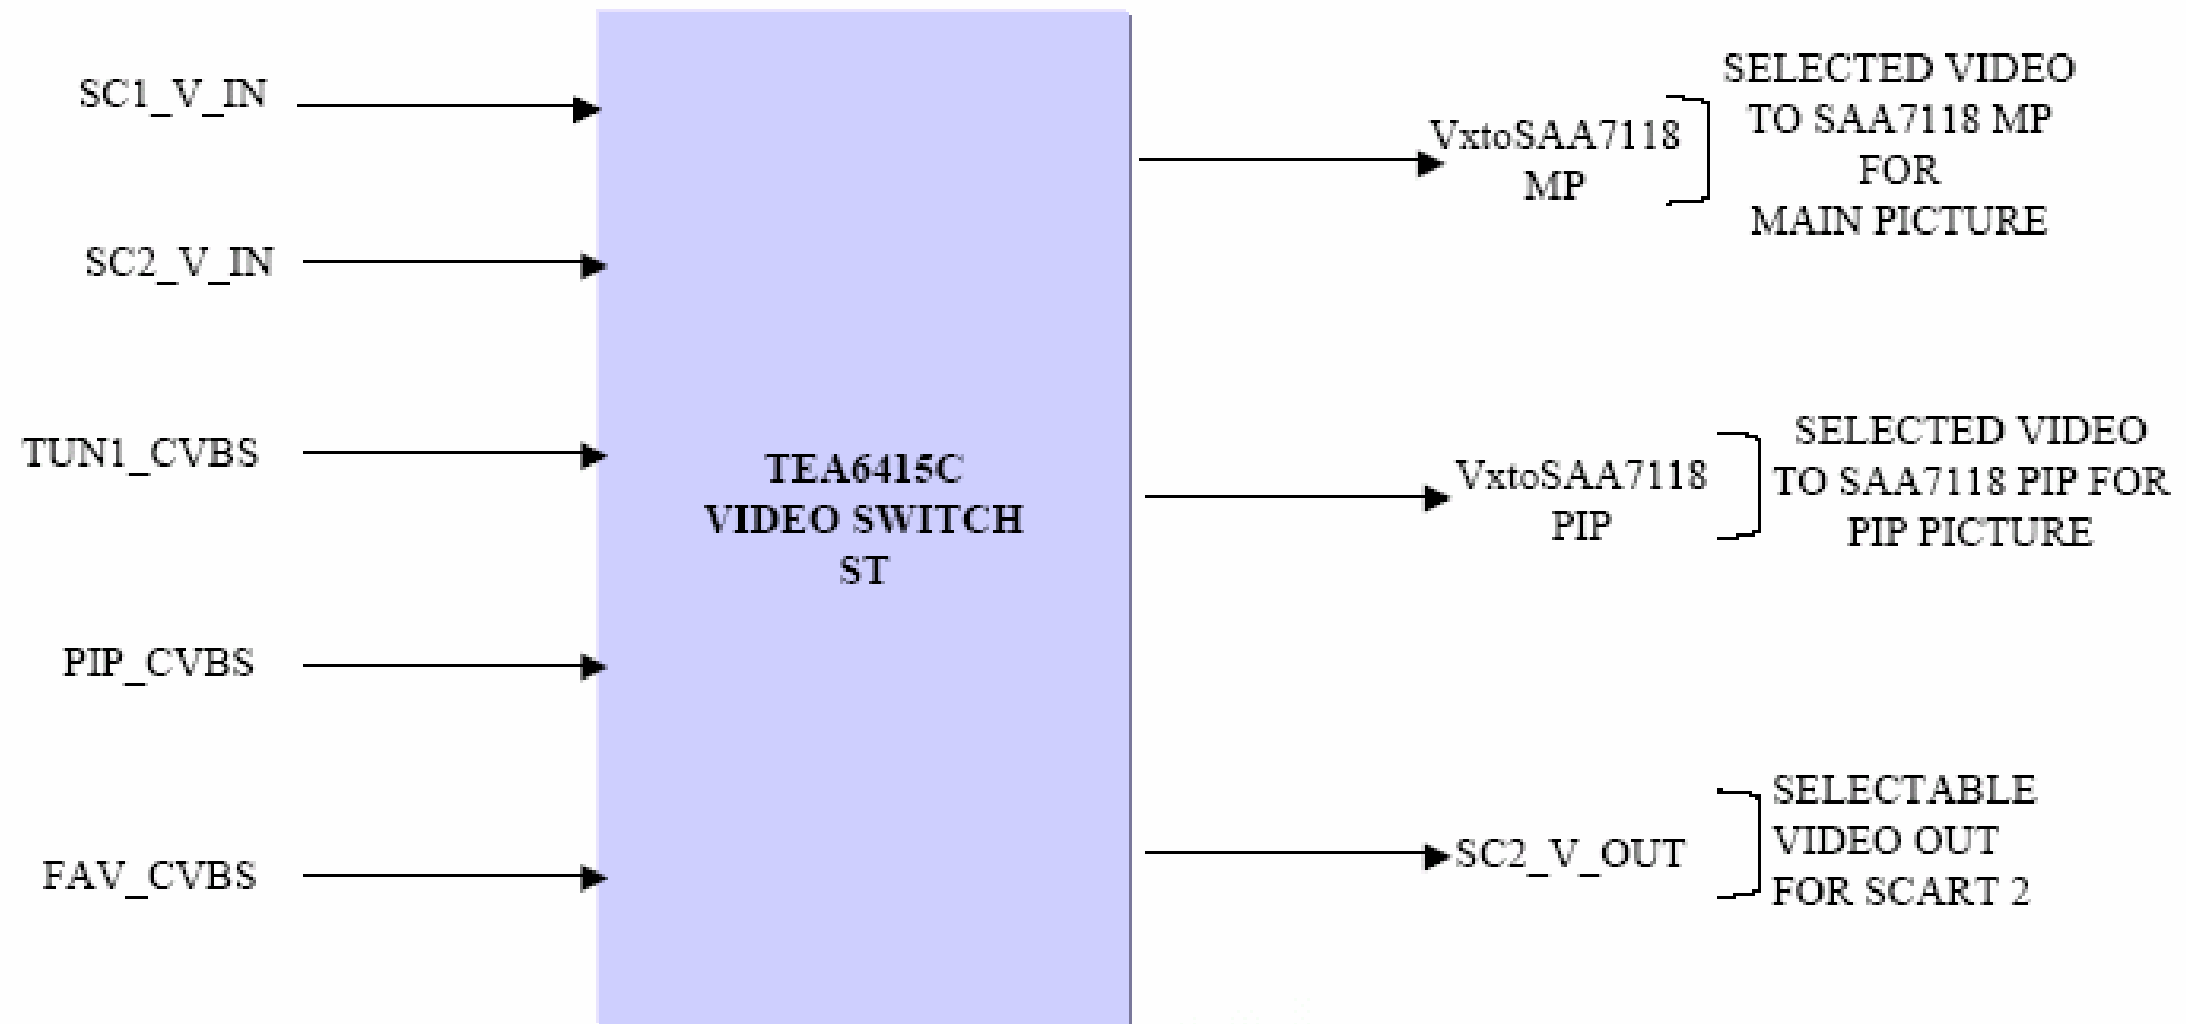 SC1_V_IN
SC2_V_IN
TUN1_CVBS
PIP_CVBS
FAV_CVBS
TEA6415C
VIDEO SWITCH
ST
VxtoSAA7118
MP
SELECTED VIDEO
TO SAA7118 MP
FOR
MAIN PICTURE
VxtoSAA7118
PIP
SELECTED VIDEO
TO SAA7118 PIP FOR
PIP PICTURE
SC2_V_OUT
SELECTABLE
VIDEO OUT
FOR SCART 2